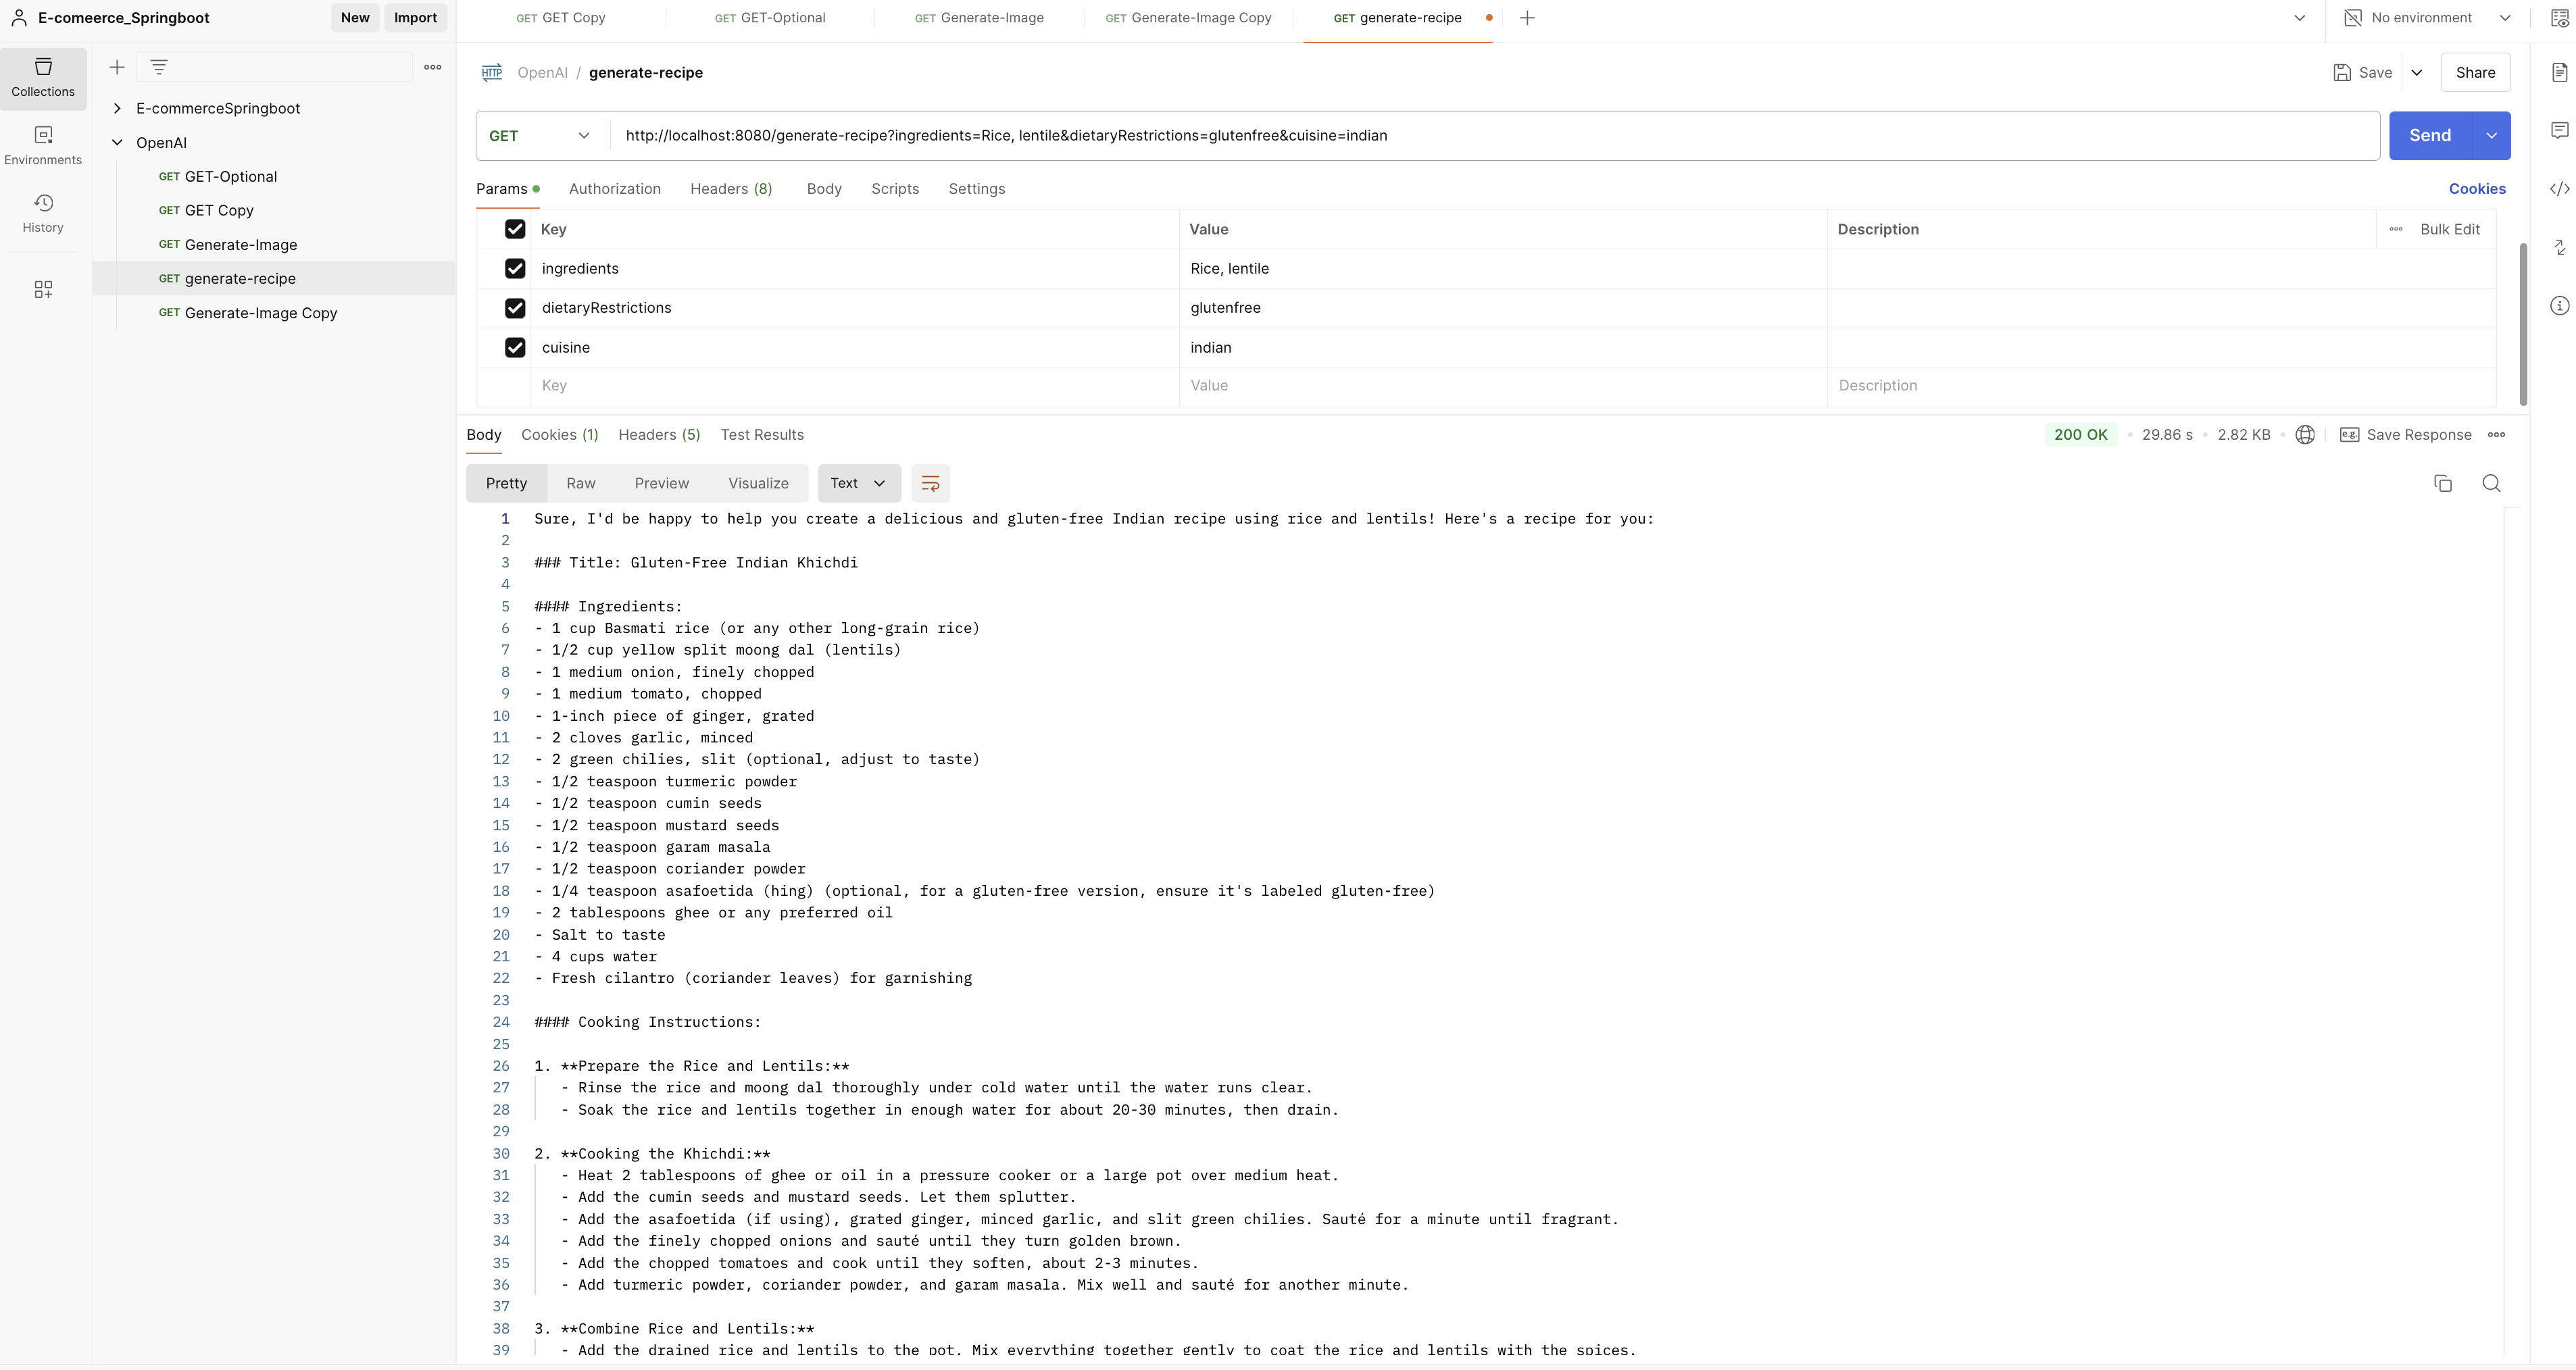 E-comeerce_Springboot
New
Import
GET GET Copy
GET GET-Optional
GET Generate-Image
GET Generate-Image Copy
GET generate-recipe
No environment
Collections
Environments
History
E-commerceSpringboot
OpenAI
GET GET-Optional
GET GET Copy
GET Generate-Image
GET generate-recipe
GET Generate-Image Copy
HTTP OpenAI / generate-recipe
Save
Share
GET http://localhost:8080/generate-recipe?ingredients=Rice, lentile&dietaryRestrictions=glutenfree&cuisine=indian
Send
Params Authorization Headers (8) Body Scripts Settings Cookies
Key Value Description Bulk Edit
ingredients Rice, lentile
dietaryRestrictions glutenfree
cuisine indian
Key Value Description
Body Cookies (1) Headers (5) Test Results 200 OK 29.86 s 2.82 KB e.g. Save Response
Pretty Raw Preview Visualize Text
1 Sure, I'd be happy to help you create a delicious and gluten-free Indian recipe using rice and lentils! Here's a recipe for you:
2
3 ### Title: Gluten-Free Indian Khichdi
4
5 #### Ingredients:
6 - 1 cup Basmati rice (or any other long-grain rice)
7 - 1/2 cup yellow split moong dal (lentils)
8 - 1 medium onion, finely chopped
9 - 1 medium tomato, chopped
10 - 1-inch piece of ginger, grated
11 - 2 cloves garlic, minced
12 - 2 green chilies, slit (optional, adjust to taste)
13 - 1/2 teaspoon turmeric powder
14 - 1/2 teaspoon cumin seeds
15 - 1/2 teaspoon mustard seeds
16 - 1/2 teaspoon garam masala
17 - 1/2 teaspoon coriander powder
18 - 1/4 teaspoon asafoetida (hing) (optional, for a gluten-free version, ensure it's labeled gluten-free)
19 - 2 tablespoons ghee or any preferred oil
20 - Salt to taste
21 - 4 cups water
22 - Fresh cilantro (coriander leaves) for garnishing
23
24 #### Cooking Instructions:
25
26 1. **Prepare the Rice and Lentils:**
27 - Rinse the rice and moong dal thoroughly under cold water until the water runs clear.
28 - Soak the rice and lentils together in enough water for about 20-30 minutes, then drain.
29
30 2. **Cooking the Khichdi:**
31 - Heat 2 tablespoons of ghee or oil in a pressure cooker or a large pot over medium heat.
32 - Add the cumin seeds and mustard seeds. Let them splutter.
33 - Add the asafoetida (if using), grated ginger, minced garlic, and slit green chilies. Sauté for a minute until fragrant.
34 - Add the finely chopped onions and sauté until they turn golden brown.
35 - Add the chopped tomatoes and cook until they soften, about 2-3 minutes.
36 - Add turmeric powder, coriander powder, and garam masala. Mix well and sauté for another minute.
37
38 3. **Combine Rice and Lentils:**
39 - Add the drained rice and lentils to the pot. Mix everything together gently to coat the rice and lentils with the spices.